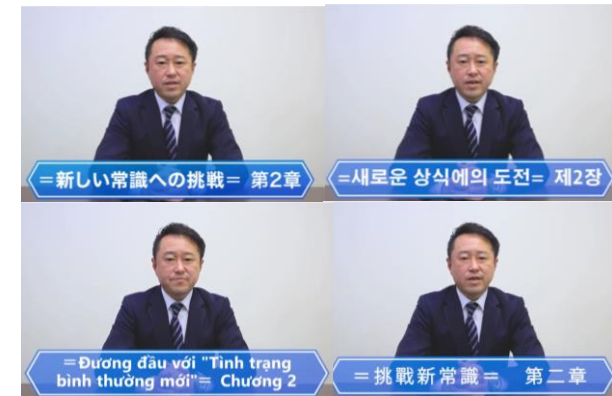 =新しい常識への挑戦= 第2章
=새로운 상식에의 도전= 제2장
=Đương đầu với "Tình trạng
bình thường mới"= Chương 2
=挑戰新常識= 第二章